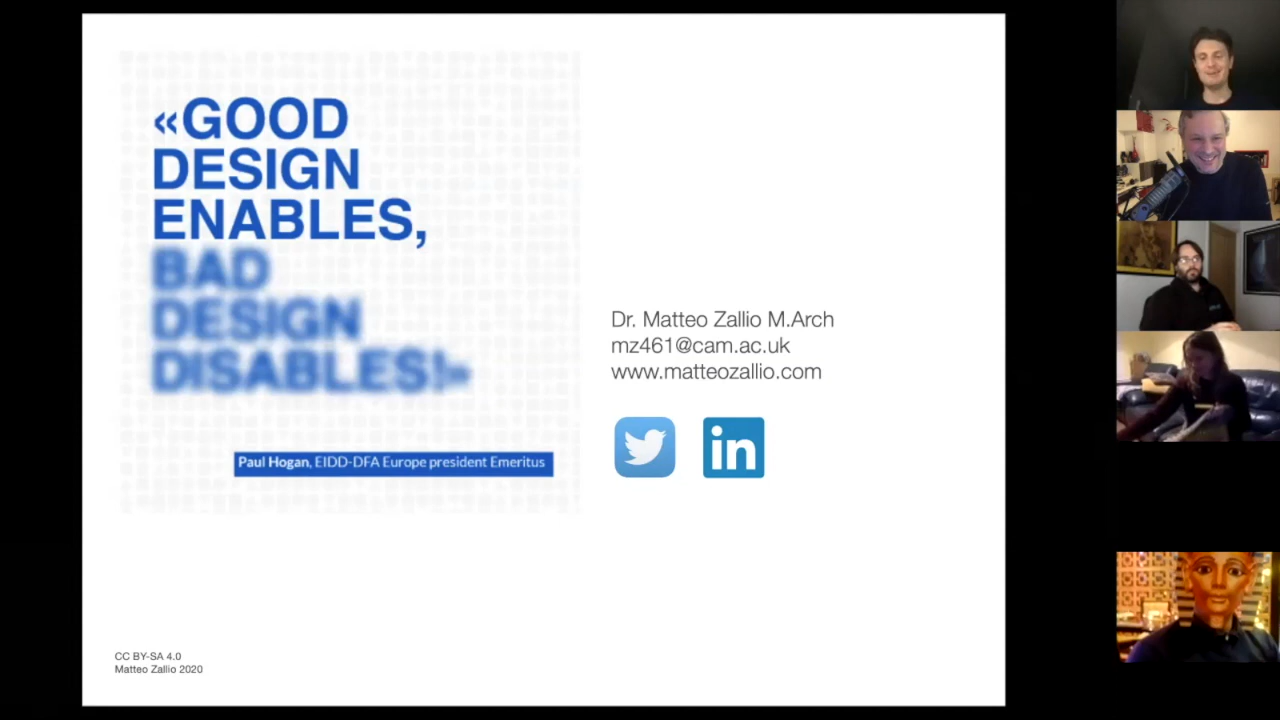 «GOOD
DESIGN
ENABLES,
BAD
DESIGN
DISABLES!»
Paul Hogan, EIDD-DFA Europe president Emeritus
Dr. Matteo Zallio M.Arch
mz461@cam.ac.uk
www.matteozallio.com
in
CC BY-SA 4.0
Matteo Zallio 2020